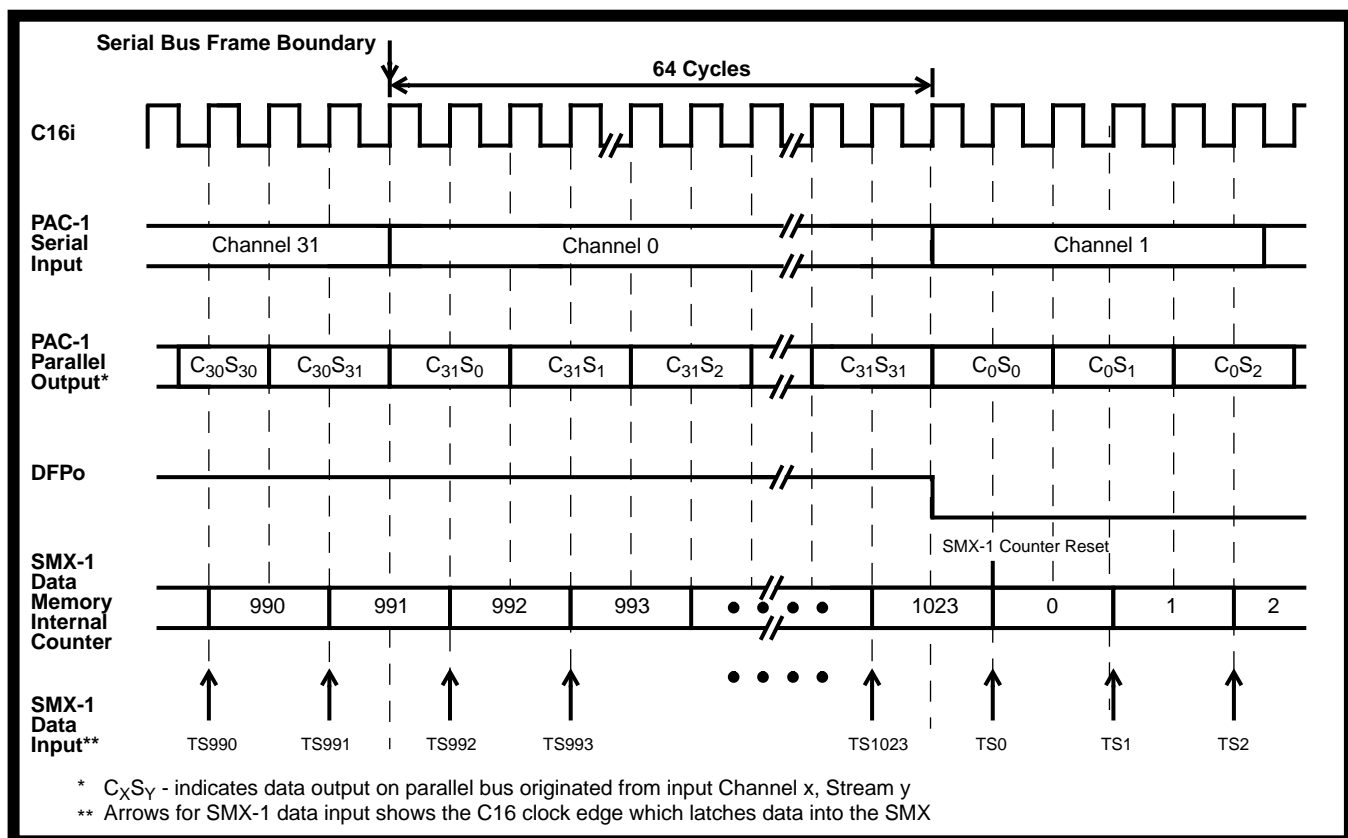 Serial Bus Frame Boundary
64 Cycles
C16i
PAC-1
Serial
Input
Channel 31
Channel 0
Channel 1
PAC-1
Parallel
Output*
C30S30
C30S31
C31S0
C31S1
C31S2
C31S31
C0S0
C0S1
C0S2
DFPo
SMX-1 Counter Reset
SMX-1
Data
Memory
Internal
Counter
990
991
992
993
1023
0
1
2
SMX-1
Data
Input**
TS990
TS991
TS992
TS993
TS1023
TS0
TS1
TS2
* CXSY - indicates data output on parallel bus originated from input Channel x, Stream y
** Arrows for SMX-1 data input shows the C16 clock edge which latches data into the SMX